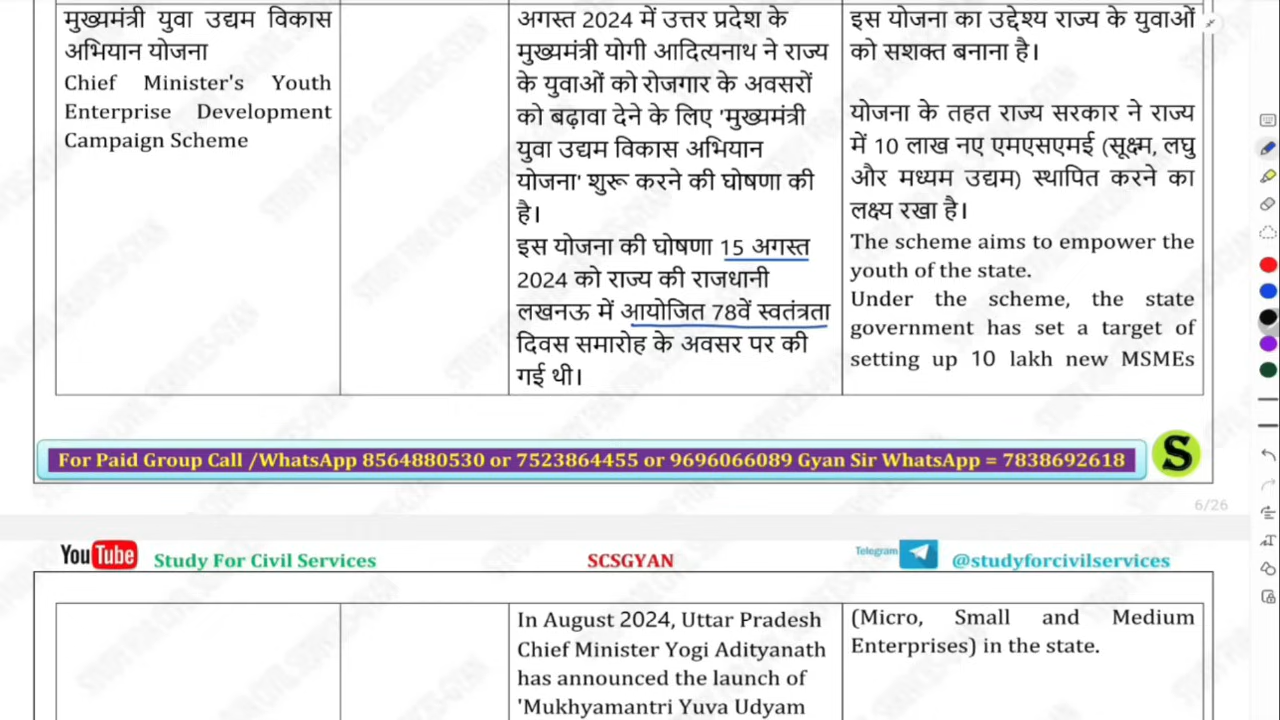 मुख्यमंत्री युवा उद्यम विकास
अभियान योजना
Chief Minister's Youth
Enterprise Development
Campaign Scheme
अगस्त 2024 में उत्तर प्रदेश के
मुख्यमंत्री योगी आदित्यनाथ ने राज्य
के युवाओं को रोजगार के अवसरों
को बढ़ावा देने के लिए 'मुख्यमंत्री
युवा उद्यम विकास अभियान
योजना' शुरू करने की घोषणा की
है।
इस योजना की घोषणा 15 अगस्त
2024 को राज्य की राजधानी
लखनऊ में आयोजित 78वें स्वतंत्रता
दिवस समारोह के अवसर पर की
गई थी।
इस योजना का उद्देश्य राज्य के युवाओं
को सशक्त बनाना है।
योजना के तहत राज्य सरकार ने राज्य
में 10 लाख नए एमएसएमई (सूक्ष्म, लघु
और मध्यम उद्यम) स्थापित करने का
लक्ष्य रखा है।
The scheme aims to empower the
youth of the state.
Under the scheme, the state
government has set a target of
setting up 10 lakh new MSMEs
For Paid Group Call /WhatsApp 8564880530 or 7523864455 or 9696066089 Gyan Sir WhatsApp = 7838692618
S
6/26
YouTube Study For Civil Services
SCSGYAN
Telegram @studyforcivilservices
In August 2024, Uttar Pradesh
Chief Minister Yogi Adityanath
has announced the launch of
'Mukhyamantri Yuva Udyam
(Micro, Small and Medium
Enterprises) in the state.